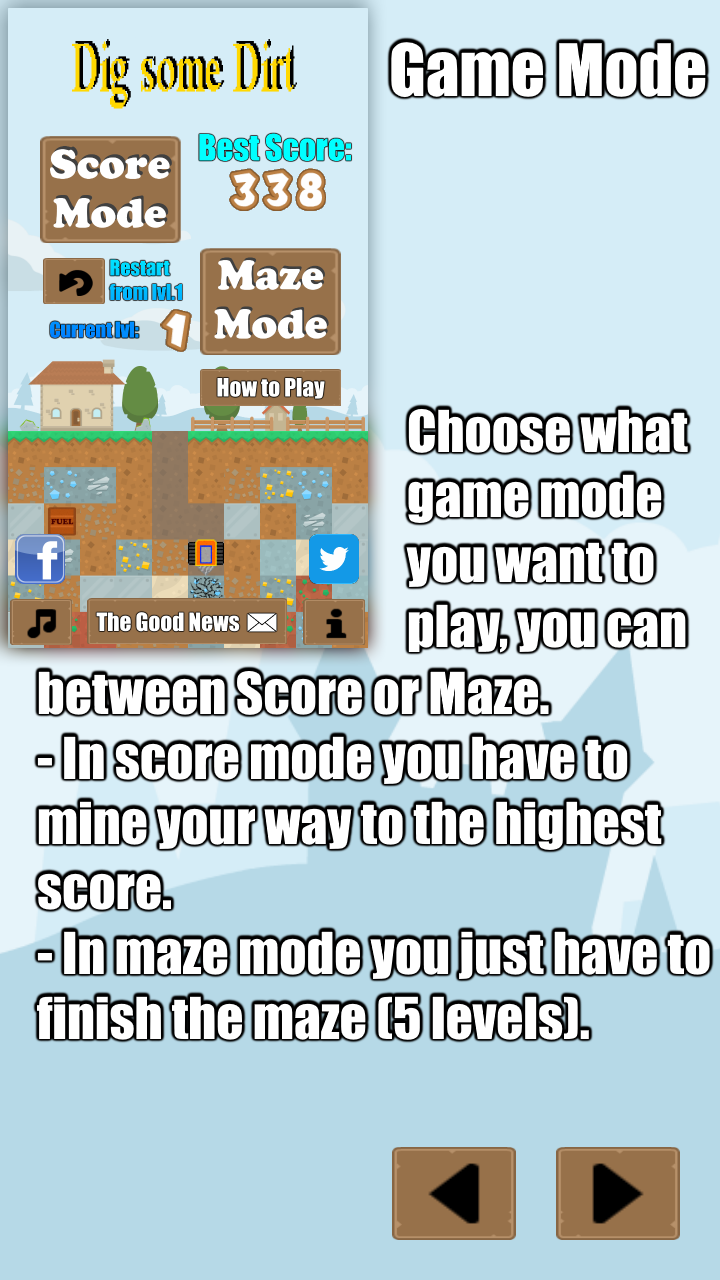 Dig some Dirt
Game Mode
Score
Mode
Best Score:
338
Restart
from lvl.1
Maze
Mode
Current lvl:
1
How to Play
FUEL
f
The Good News
i
Choose what
game mode
you want to
play, you can
between Score or Maze.
- In score mode you have to
mine your way to the highest
score.
- In maze mode you just have to
finish the maze (5 levels).